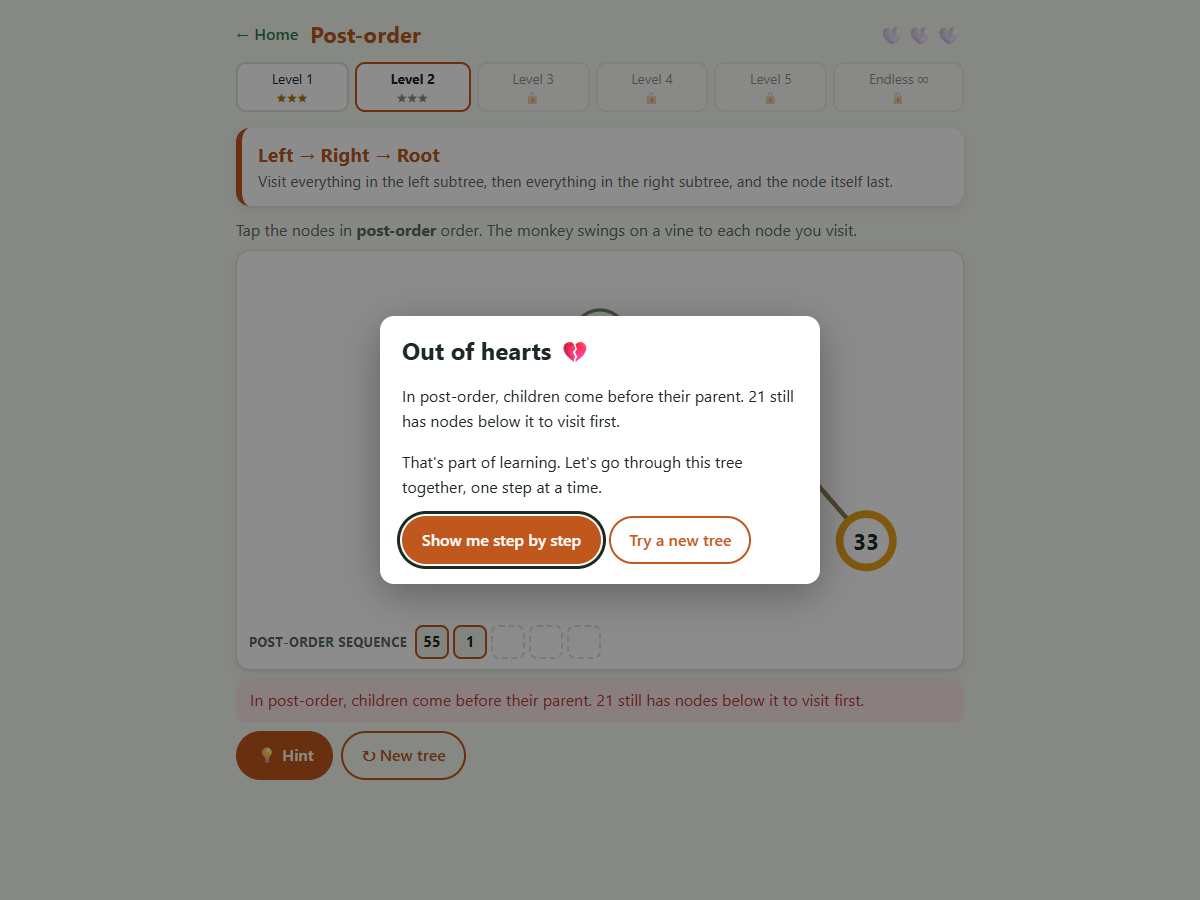 ← Home Post-order
Level 1
★★★
Level 2
★★★
Level 3
Level 4
Level 5
Endless ∞
Left → Right → Root
Visit everything in the left subtree, then everything in the right subtree, and the node itself last.
Tap the nodes in post-order order. The monkey swings on a vine to each node you visit.
Out of hearts 💔
In post-order, children come before their parent. 21 still
has nodes below it to visit first.
That's part of learning. Let's go through this tree
together, one step at a time.
Show me step by step
Try a new tree
33
POST-ORDER SEQUENCE 55 1
In post-order, children come before their parent. 21 still has nodes below it to visit first.
💡 Hint
↻ New tree